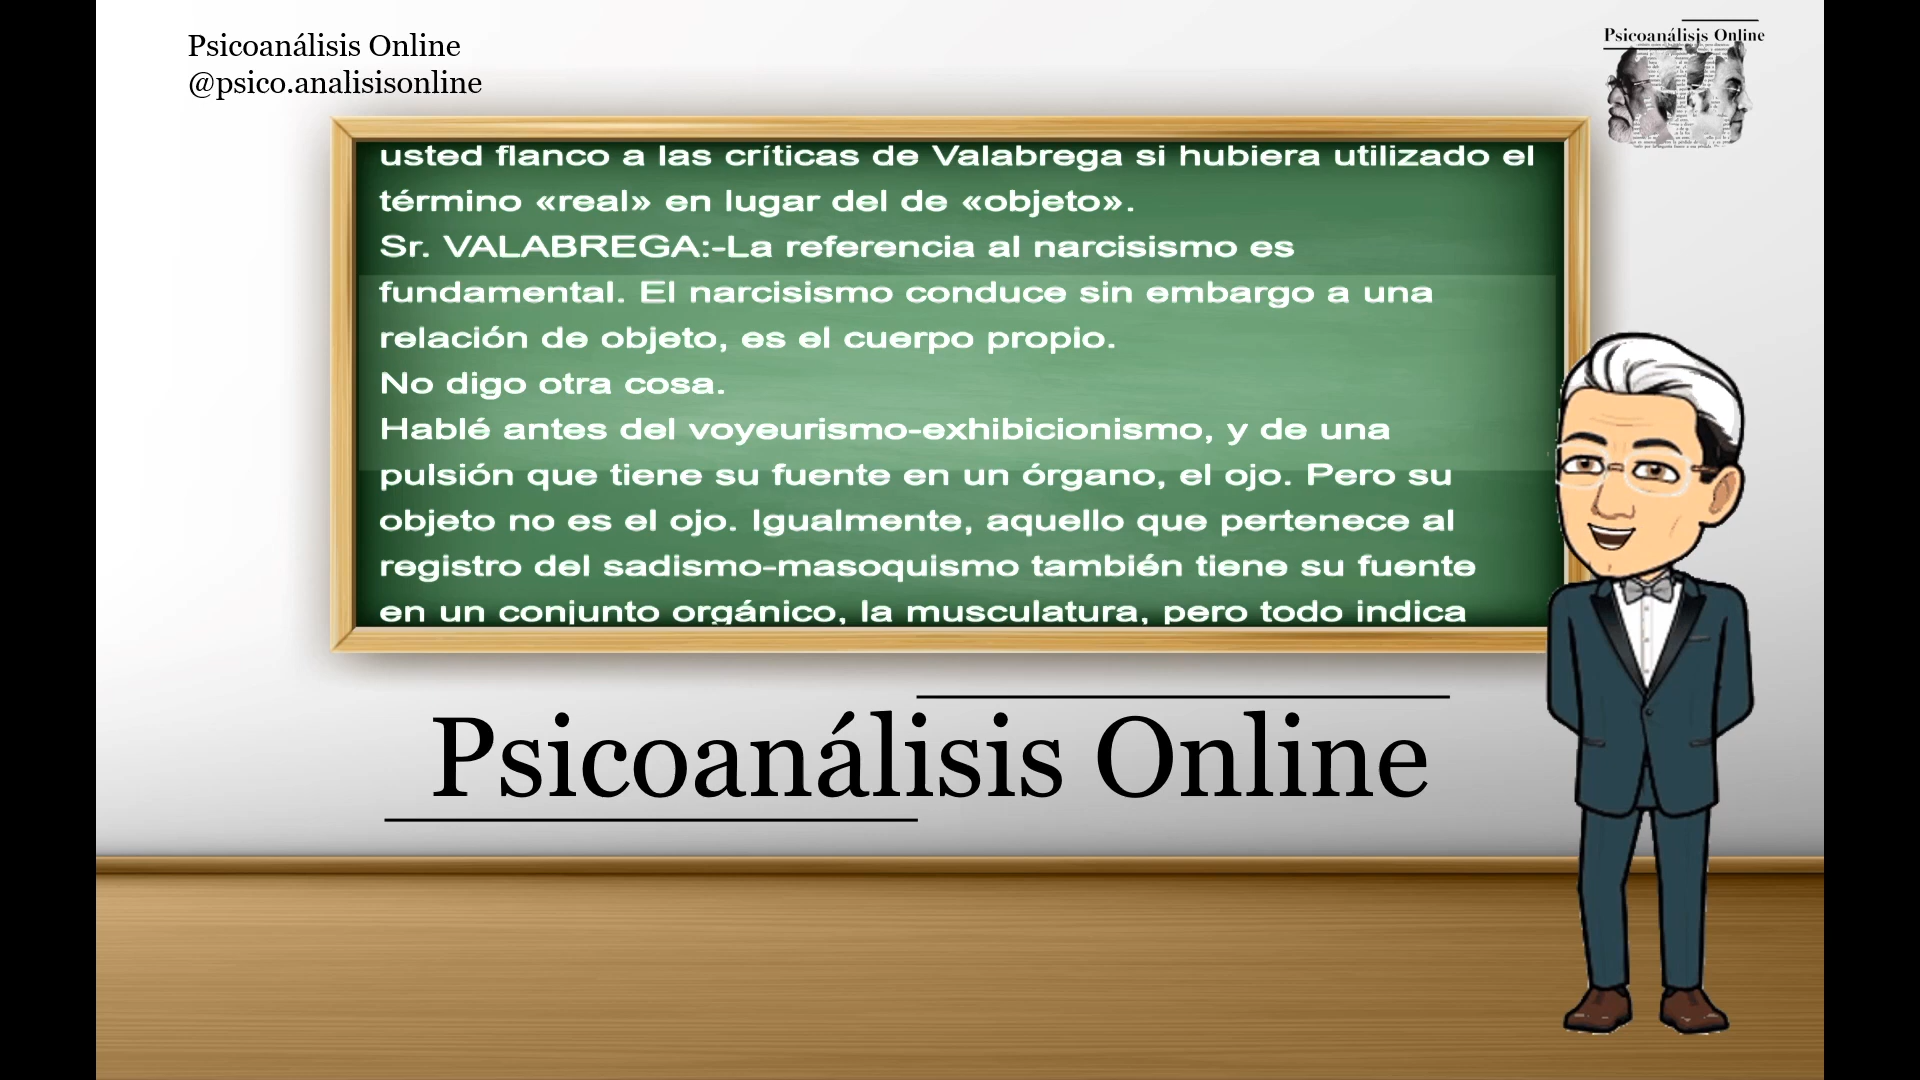 Psicoanálisis Online
@psico.analisisonline
Psicoanálisis Online
usted flanco a las críticas de Valabrega si hubiera utilizado el
término «real» en lugar del de «objeto».
Sr. VALABREGA:-La referencia al narcisismo es
fundamental. El narcisismo conduce sin embargo a una
relación de objeto, es el cuerpo propio.
No digo otra cosa.
Hablé antes del voyeurismo-exhibicionismo, y de una
pulsión que tiene su fuente en un órgano, el ojo. Pero su
objeto no es el ojo. Igualmente, aquello que pertenece al
registro del sadismo-masoquismo también tiene su fuente
en un conjunto orgánico, la musculatura, pero todo indica
Psicoanálisis Online